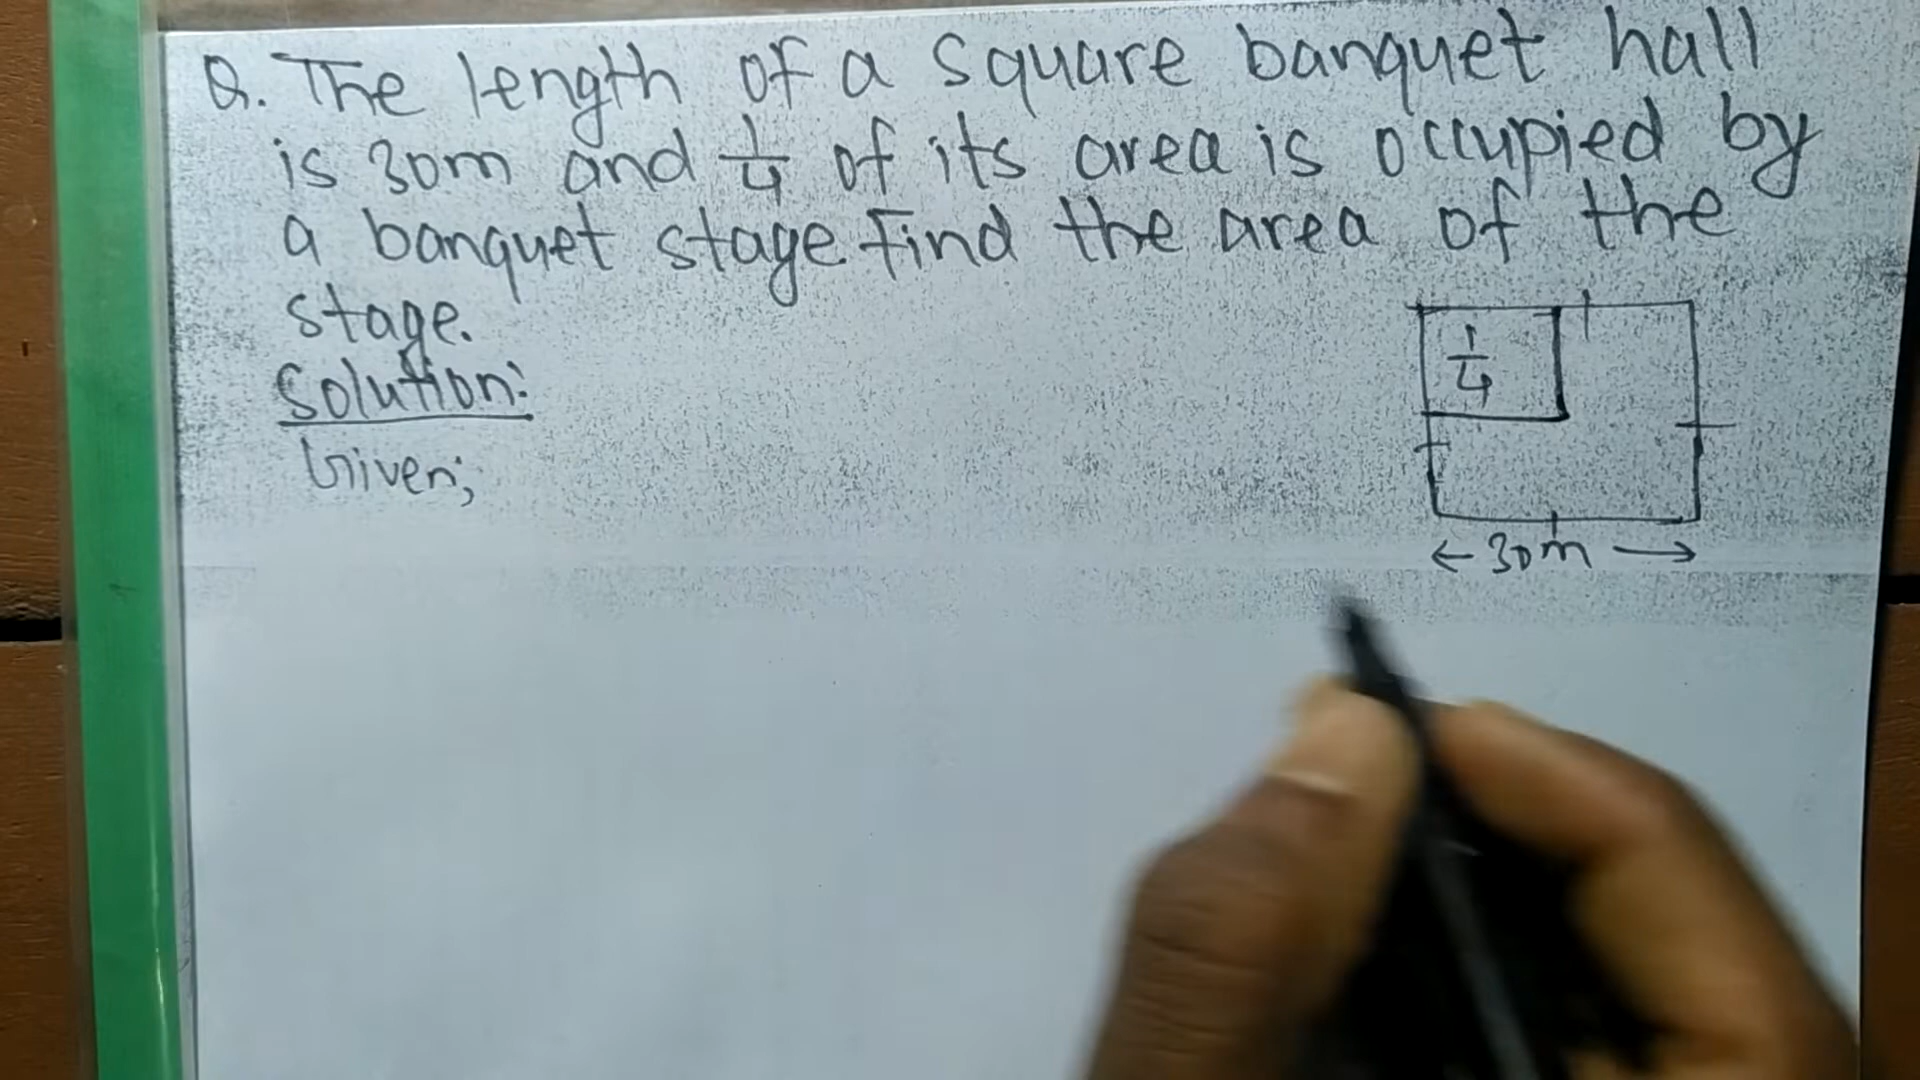 Q. The length of a square banquet hall
is 30m and 1/4 of its area is occupied by
a banquet stage. Find the area of the
stage.
Solution:
Given;
1/4
← 30m →